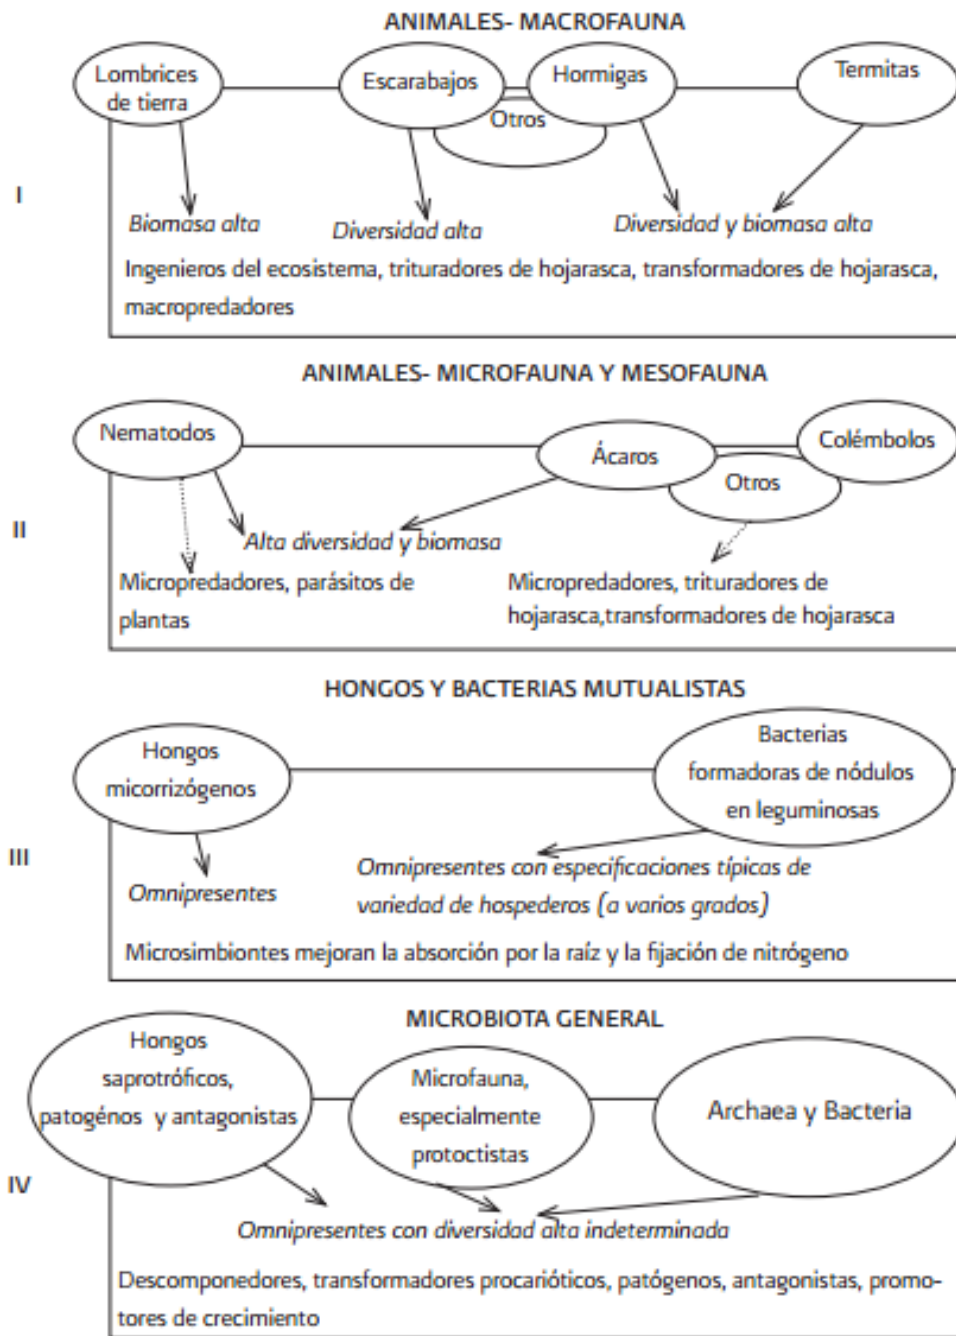 ANIMALES- MACROFAUNA
Lombrices
de tierra
Escarabajos
Hormigas
Termitas
Otros
I
Biomasa alta
Diversidad alta
Diversidad y biomasa alta
Ingenieros del ecosistema, trituradores de hojarasca, transformadores de hojarasca,
macropredadores
ANIMALES- MICROFAUNA Y MESOFAUNA
Nematodos
Ácaros
Colémbolos
Otros
II
Alta diversidad y biomasa
Micropredadores, parásitos de
plantas
Micropredadores, trituradores de
hojarasca,transformadores de hojarasca
HONGOS Y BACTERIAS MUTUALISTAS
Hongos
micorrizógenos
Bacterias
formadoras de nódulos
en leguminosas
III
Omnipresentes
Omnipresentes con especificaciones típicas de
variedad de hospederos (a varios grados)
Microsimbiontes mejoran la absorción por la raíz y la fijación de nitrógeno
MICROBIOTA GENERAL
Hongos
saprotróficos,
patogénos y antagonistas
Microfauna,
especialmente
protoctistas
Archaea y Bacteria
IV
Omnipresentes con diversidad alta indeterminada
Descomponedores, transformadores procarióticos, patógenos, antagonistas, promo-
tores de crecimiento